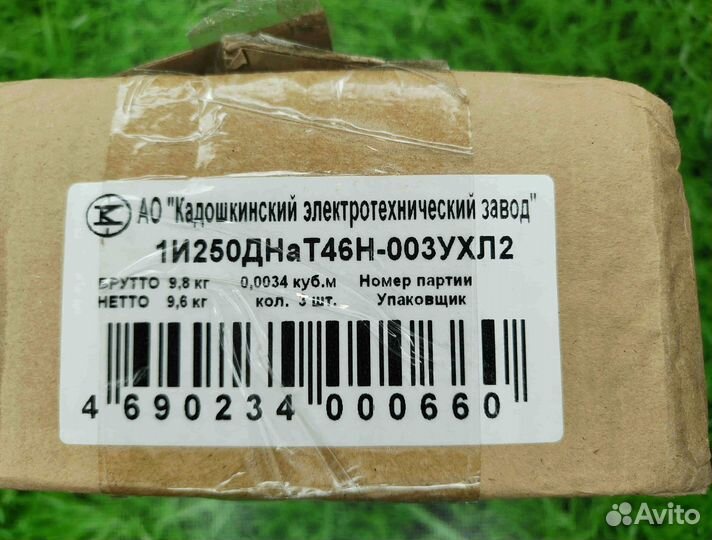 АО "Кадошкинский электротехнический завод"
1И250ДНаТ46Н-003УХЛ2
БРУТТО 9,8 кг 0,0034 куб.м Номер партии
НЕТТО 9,6 кг кол. 3 шт. Упаковщик
4 690234 000660
Avito